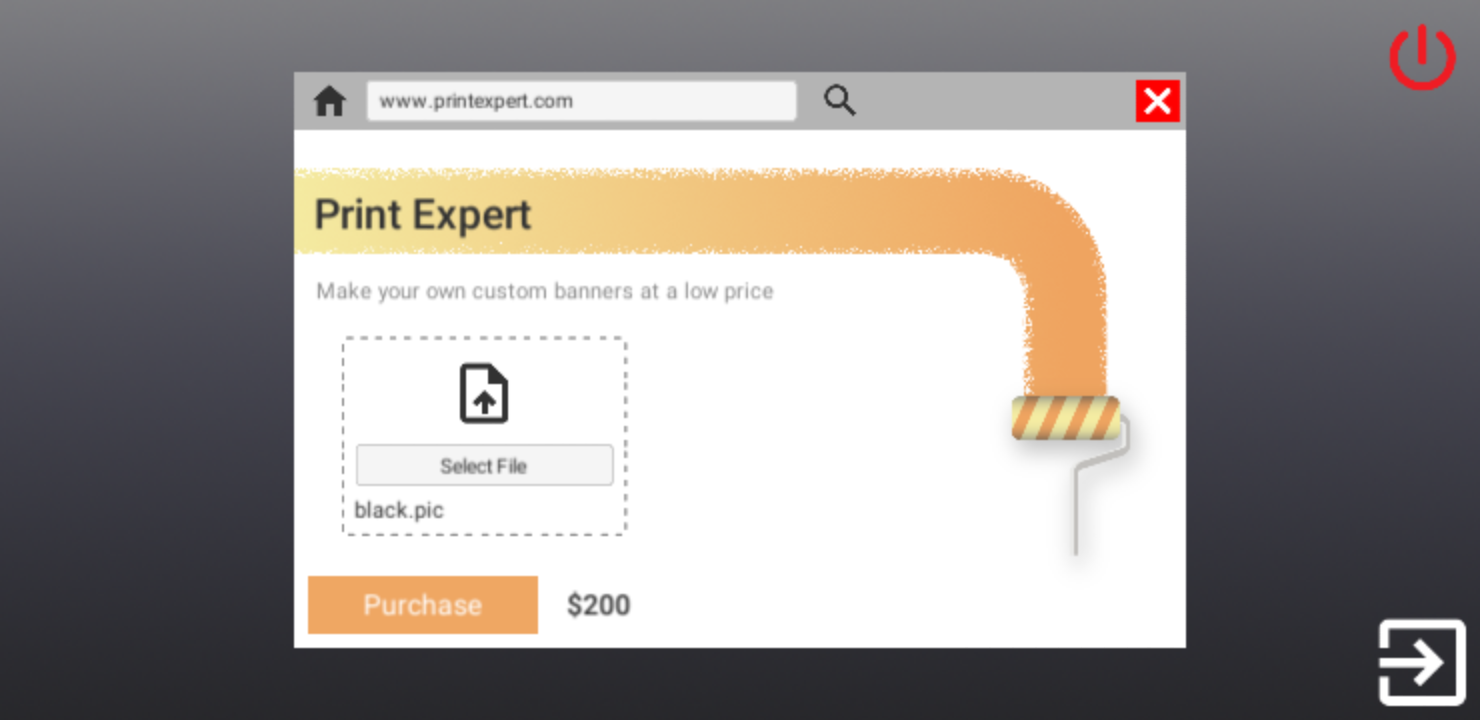 www.printexpert.com
Print Expert
Make your own custom banners at a low price
Select File
black.pic
Purchase
$200